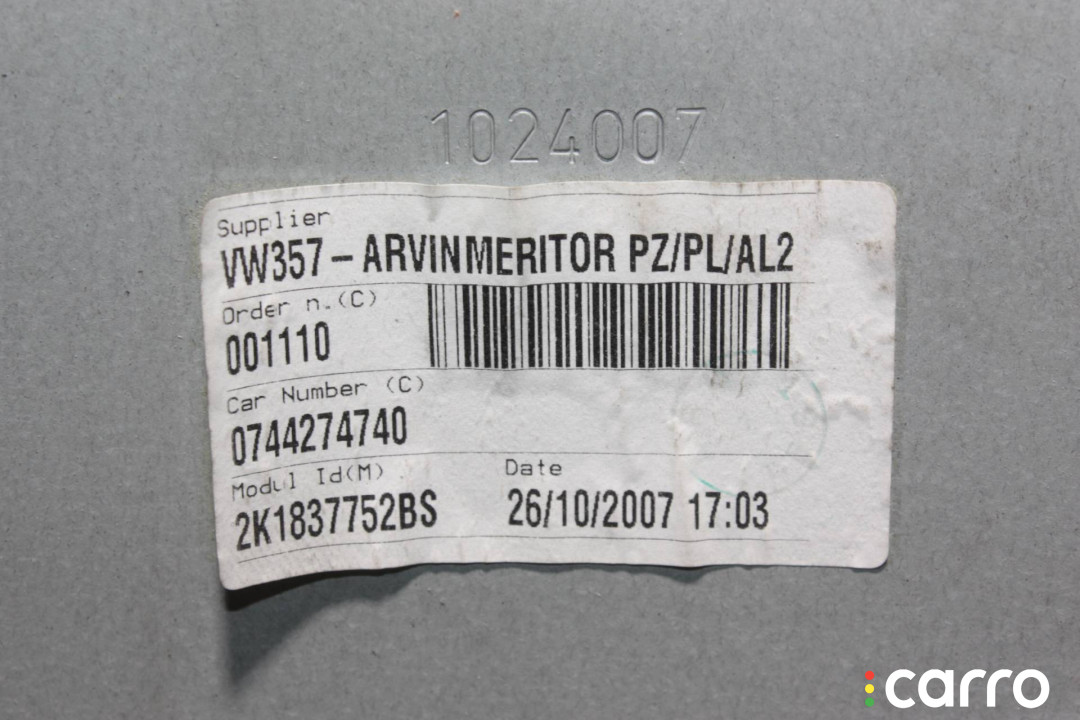 1024007
Supplier
VW357-ARVINMERITOR PZ/PL/AL2
Order n.(C)
001110
Car Number (C)
0744274740
Modul Id(M)
2K1837752BS
Date
26/10/2007 17:03
carro